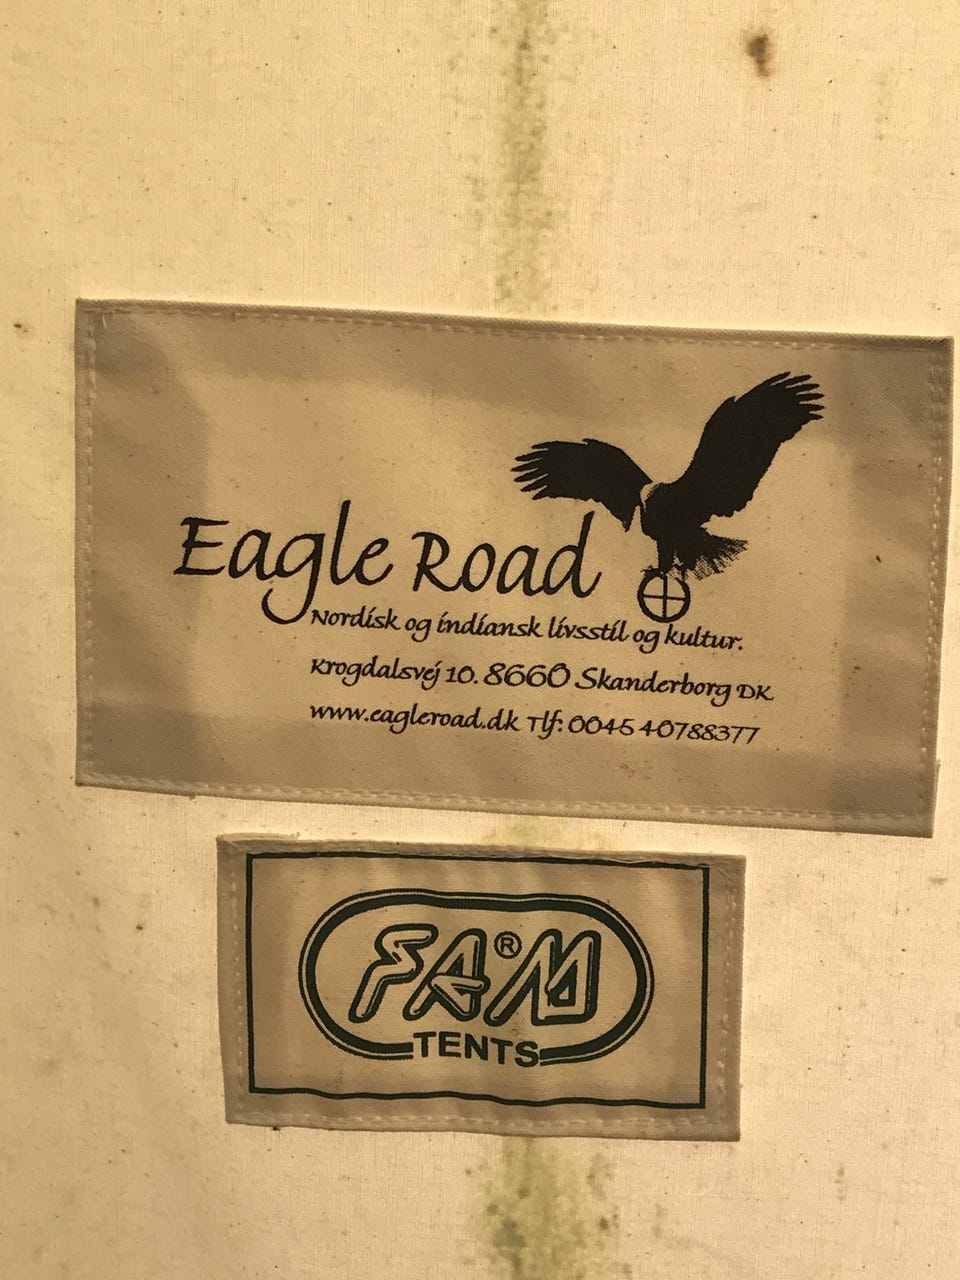 Eagle Road
Nordisk og indiansk livsstil og kultur.
Krogdalsvej 10. 8660 Skanderborg DK
www.eagleroad.dk Tlf: 0045 40788377
FAM®
TENTS